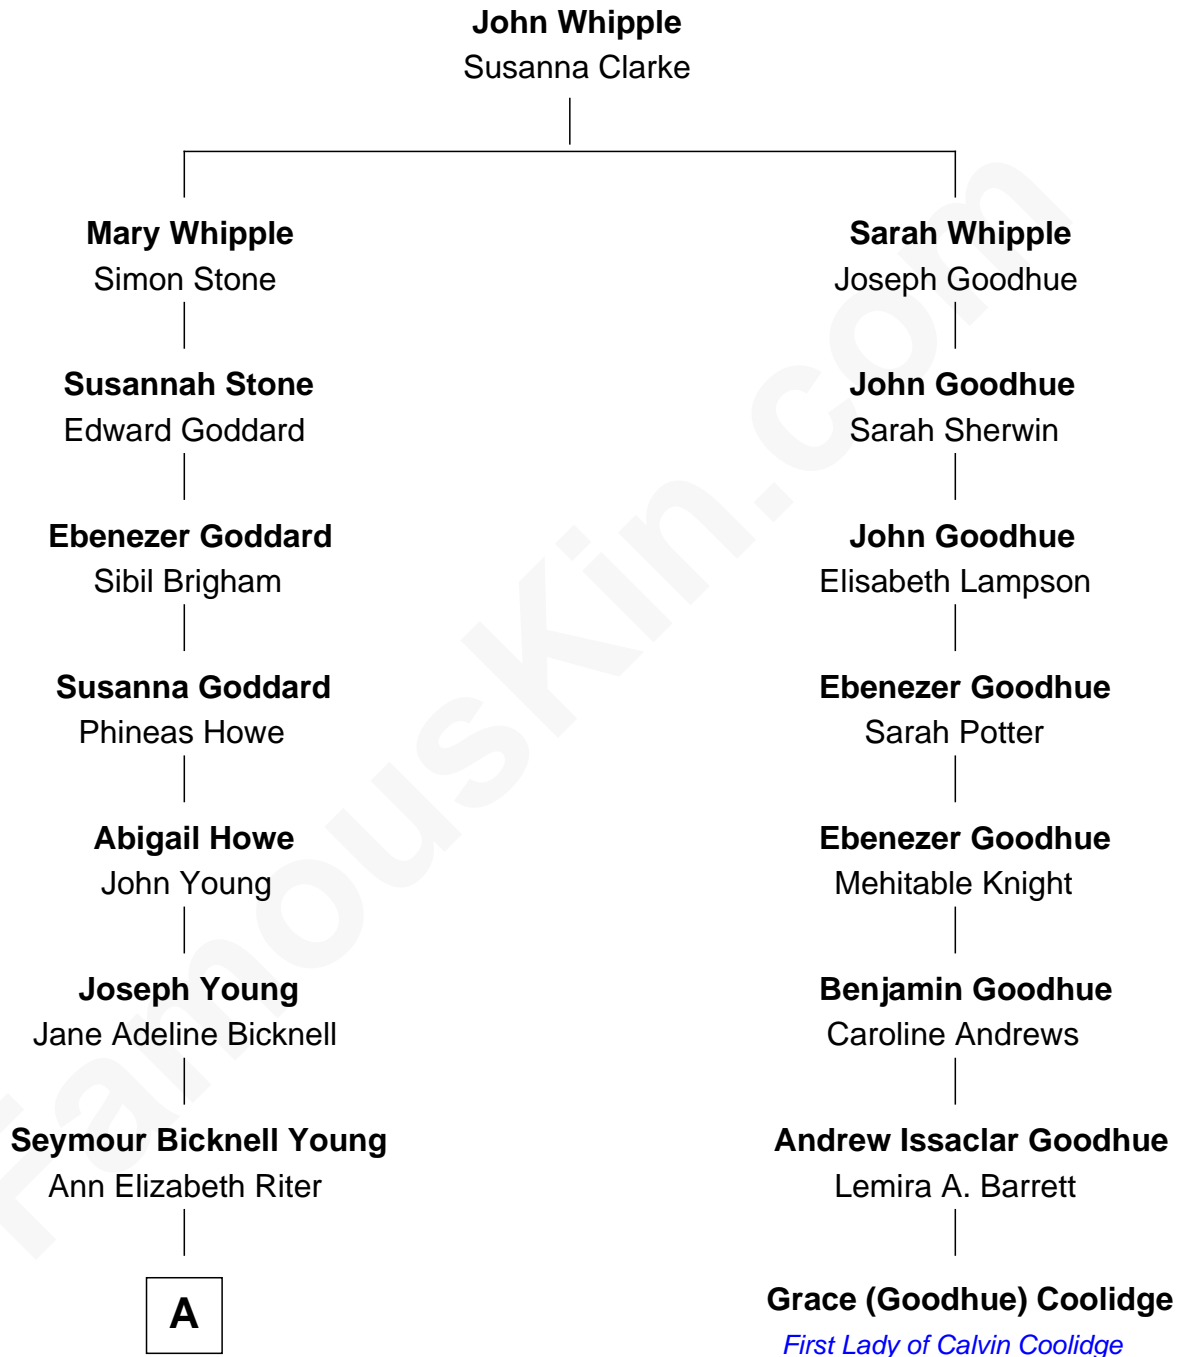 John Whipple
Susanna Clarke
Mary Whipple
Simon Stone
Susannah Stone
Edward Goddard
Ebenezer Goddard
Sibil Brigham
Susanna Goddard
Phineas Howe
Abigail Howe
John Young
Joseph Young
Jane Adeline Bicknell
Seymour Bicknell Young
Ann Elizabeth Riter
A
Sarah Whipple
Joseph Goodhue
John Goodhue
Sarah Sherwin
John Goodhue
Elisabeth Lampson
Ebenezer Goodhue
Sarah Potter
Ebenezer Goodhue
Mehitable Knight
Benjamin Goodhue
Caroline Andrews
Andrew Issaclar Goodhue
Lemira A. Barrett
Grace (Goodhue) Coolidge
First Lady of Calvin Coolidge
FamousKin.com